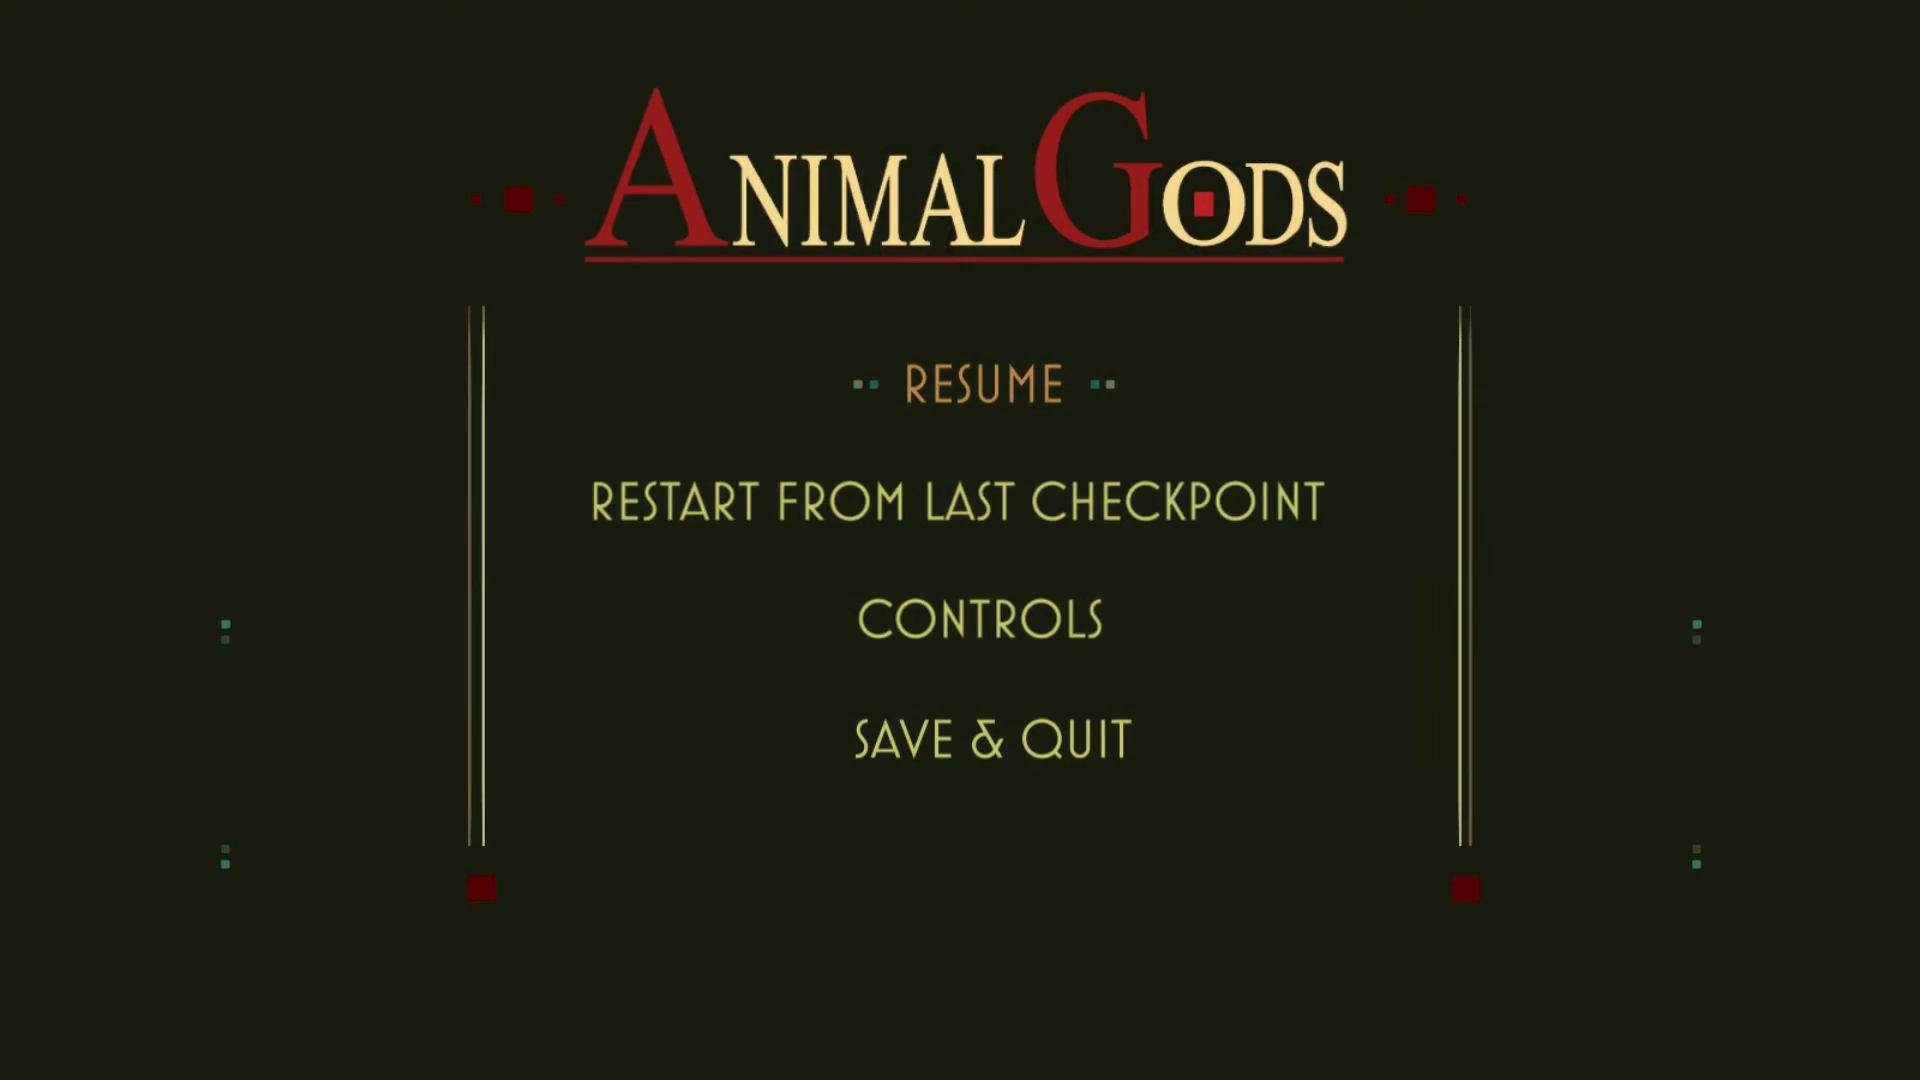 ANIMAL GODS
RESUME
RESTART FROM LAST CHECKPOINT
CONTROLS
SAVE & QUIT